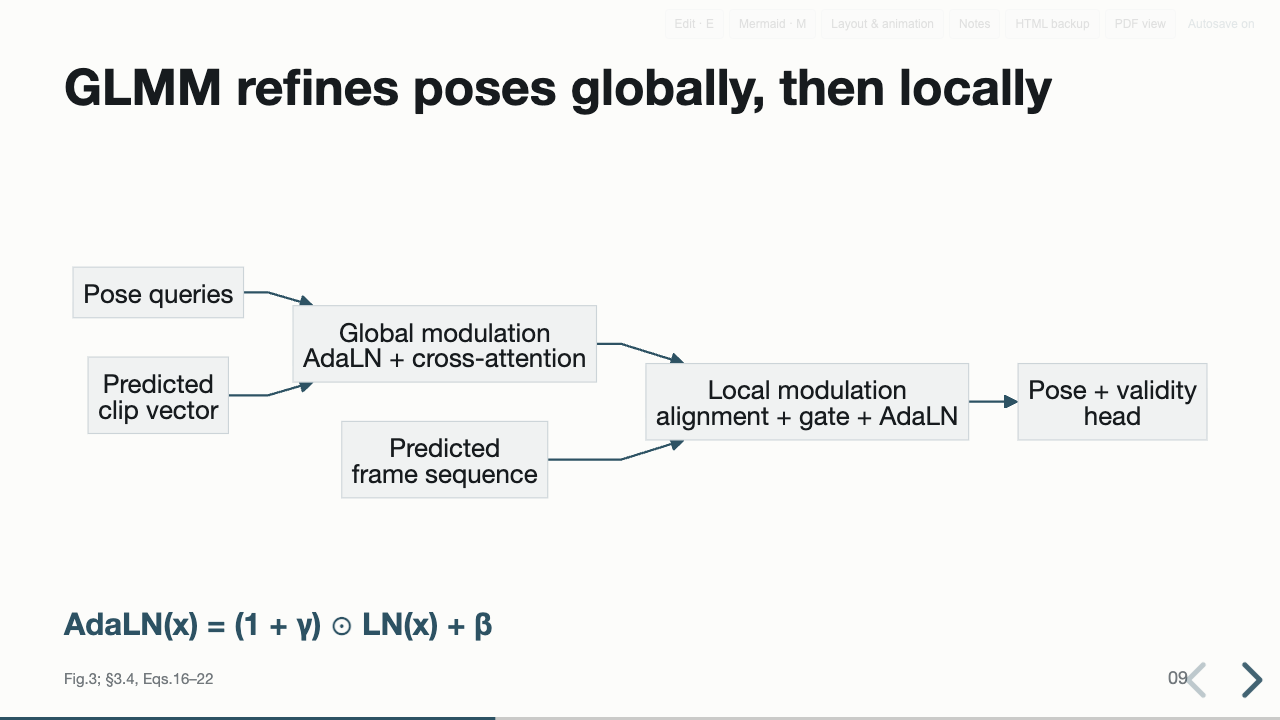 Edit · E
Mermaid · M
Layout & animation
Notes
HTML backup
PDF view
Autosave on
GLMM refines poses globally, then locally
Pose queries
Predicted
clip vector
Global modulation
AdaLN + cross-attention
Predicted
frame sequence
Local modulation
alignment + gate + AdaLN
Pose + validity
head
AdaLN(x) = (1 + γ) ⊙ LN(x) + β
Fig.3; §3.4, Eqs.16–22
09